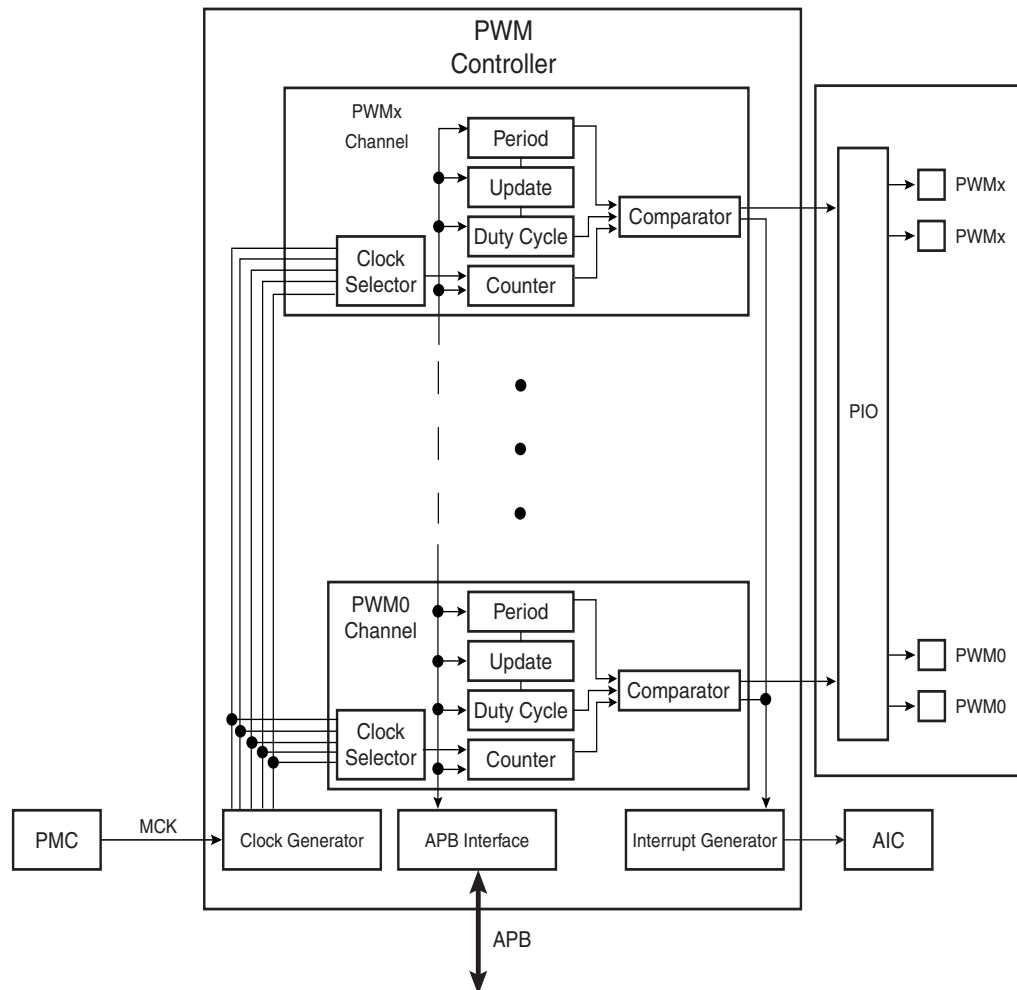 PWM
Controller
PWMx
Channel
Period
Update
Duty Cycle
Clock
Selector
Counter
Comparator
PWMx
PWMx
PIO
PWM0
Channel
Period
Update
Duty Cycle
Clock
Selector
Counter
Comparator
PWM0
PWM0
PMC
MCK
Clock Generator
APB Interface
Interrupt Generator
AIC
APB